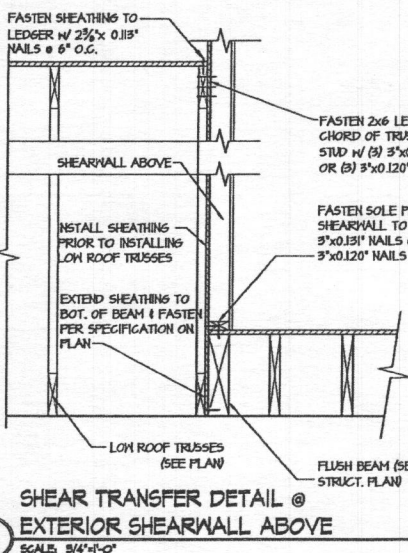 FASTEN SHEATHING TO
LEDGER W/ 2⅜"x 0.113"
NAILS @ 6" O.C.
FASTEN 2x6 LE
CHORD OF TRUS
STUD W/ (3) 3"x0
OR (3) 3"x0.120"
SHEARWALL ABOVE
FASTEN SOLE P
SHEARWALL TO
3"x0.131" NAILS
3"x0.120" NAILS
INSTALL SHEATHING
PRIOR TO INSTALLING
LOW ROOF TRUSSES
EXTEND SHEATHING TO
BOT. OF BEAM & FASTEN
PER SPECIFICATION ON
PLAN
LOW ROOF TRUSSES
(SEE PLAN)
FLUSH BEAM (SE
STRUCT. PLAN)
SHEAR TRANSFER DETAIL @
EXTERIOR SHEARWALL ABOVE
SCALE: 3/4"=1'-0"